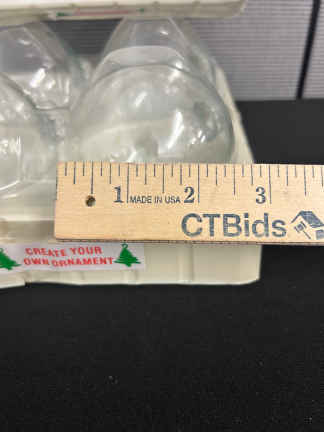 1 MADE IN USA 2 3
CTBids
CREATE YOUR
OWN ORNAMENT